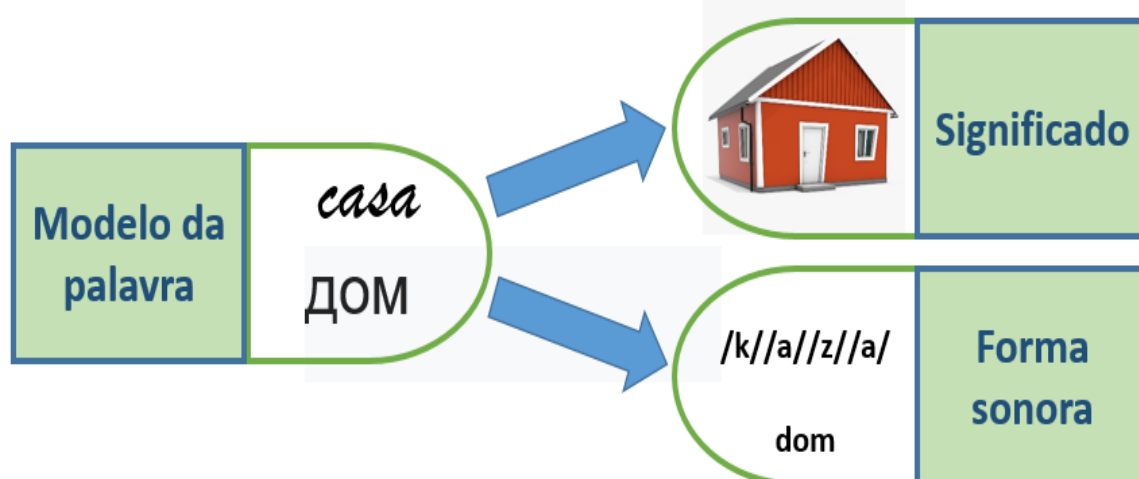 Modelo da
palavra
casa
ДОМ
Significado
/k//a//z//a/
dom
Forma
sonora